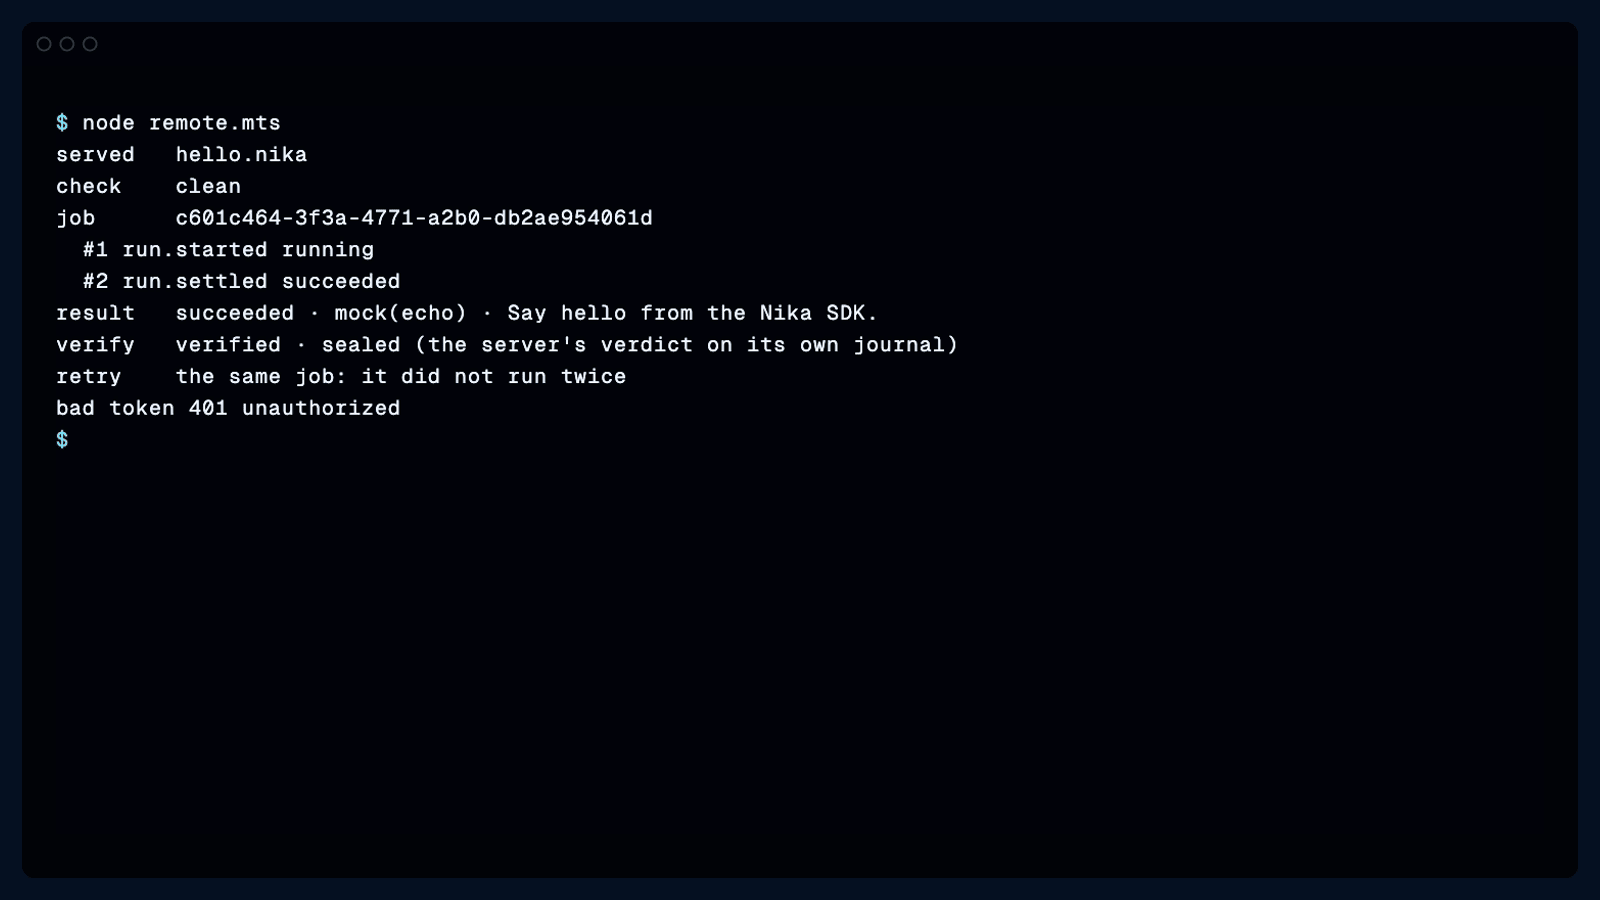 $ node remote.mts
served   hello.nika
check    clean
job      c601c464-3f3a-4771-a2b0-db2ae954061d
  #1 run.started running
  #2 run.settled succeeded
result   succeeded · mock(echo) · Say hello from the Nika SDK.
verify   verified · sealed (the server's verdict on its own journal)
retry    the same job: it did not run twice
bad token 401 unauthorized
$